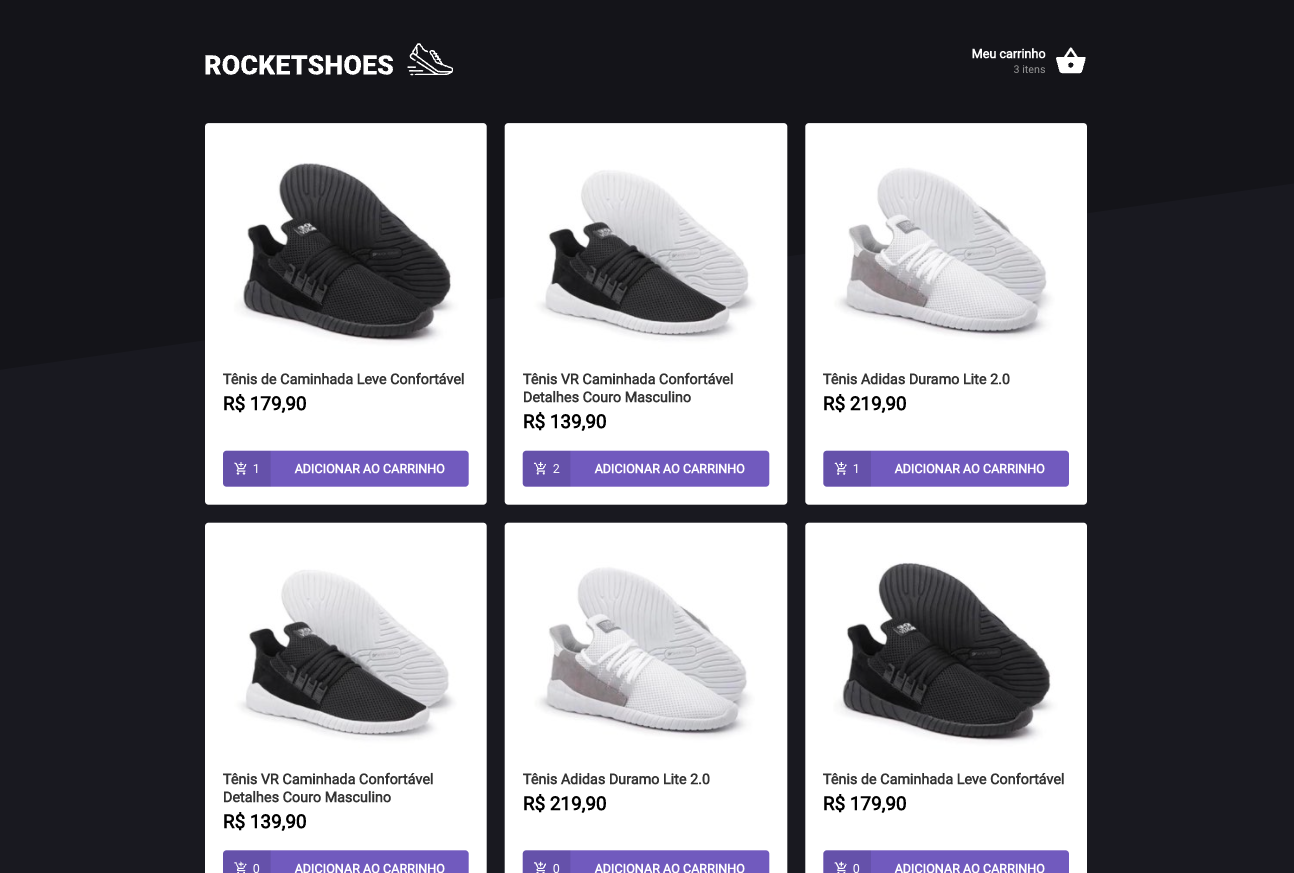 ROCKETSHOES
Meu carrinho
3 itens
Tênis de Caminhada Leve Confortável
R$ 179,90
1 ADICIONAR AO CARRINHO
Tênis VR Caminhada Confortável
Detalhes Couro Masculino
R$ 139,90
2 ADICIONAR AO CARRINHO
Tênis Adidas Duramo Lite 2.0
R$ 219,90
1 ADICIONAR AO CARRINHO
Tênis VR Caminhada Confortável
Detalhes Couro Masculino
R$ 139,90
0 ADICIONAR AO CARRINHO
Tênis Adidas Duramo Lite 2.0
R$ 219,90
0 ADICIONAR AO CARRINHO
Tênis de Caminhada Leve Confortável
R$ 179,90
0 ADICIONAR AO CARRINHO